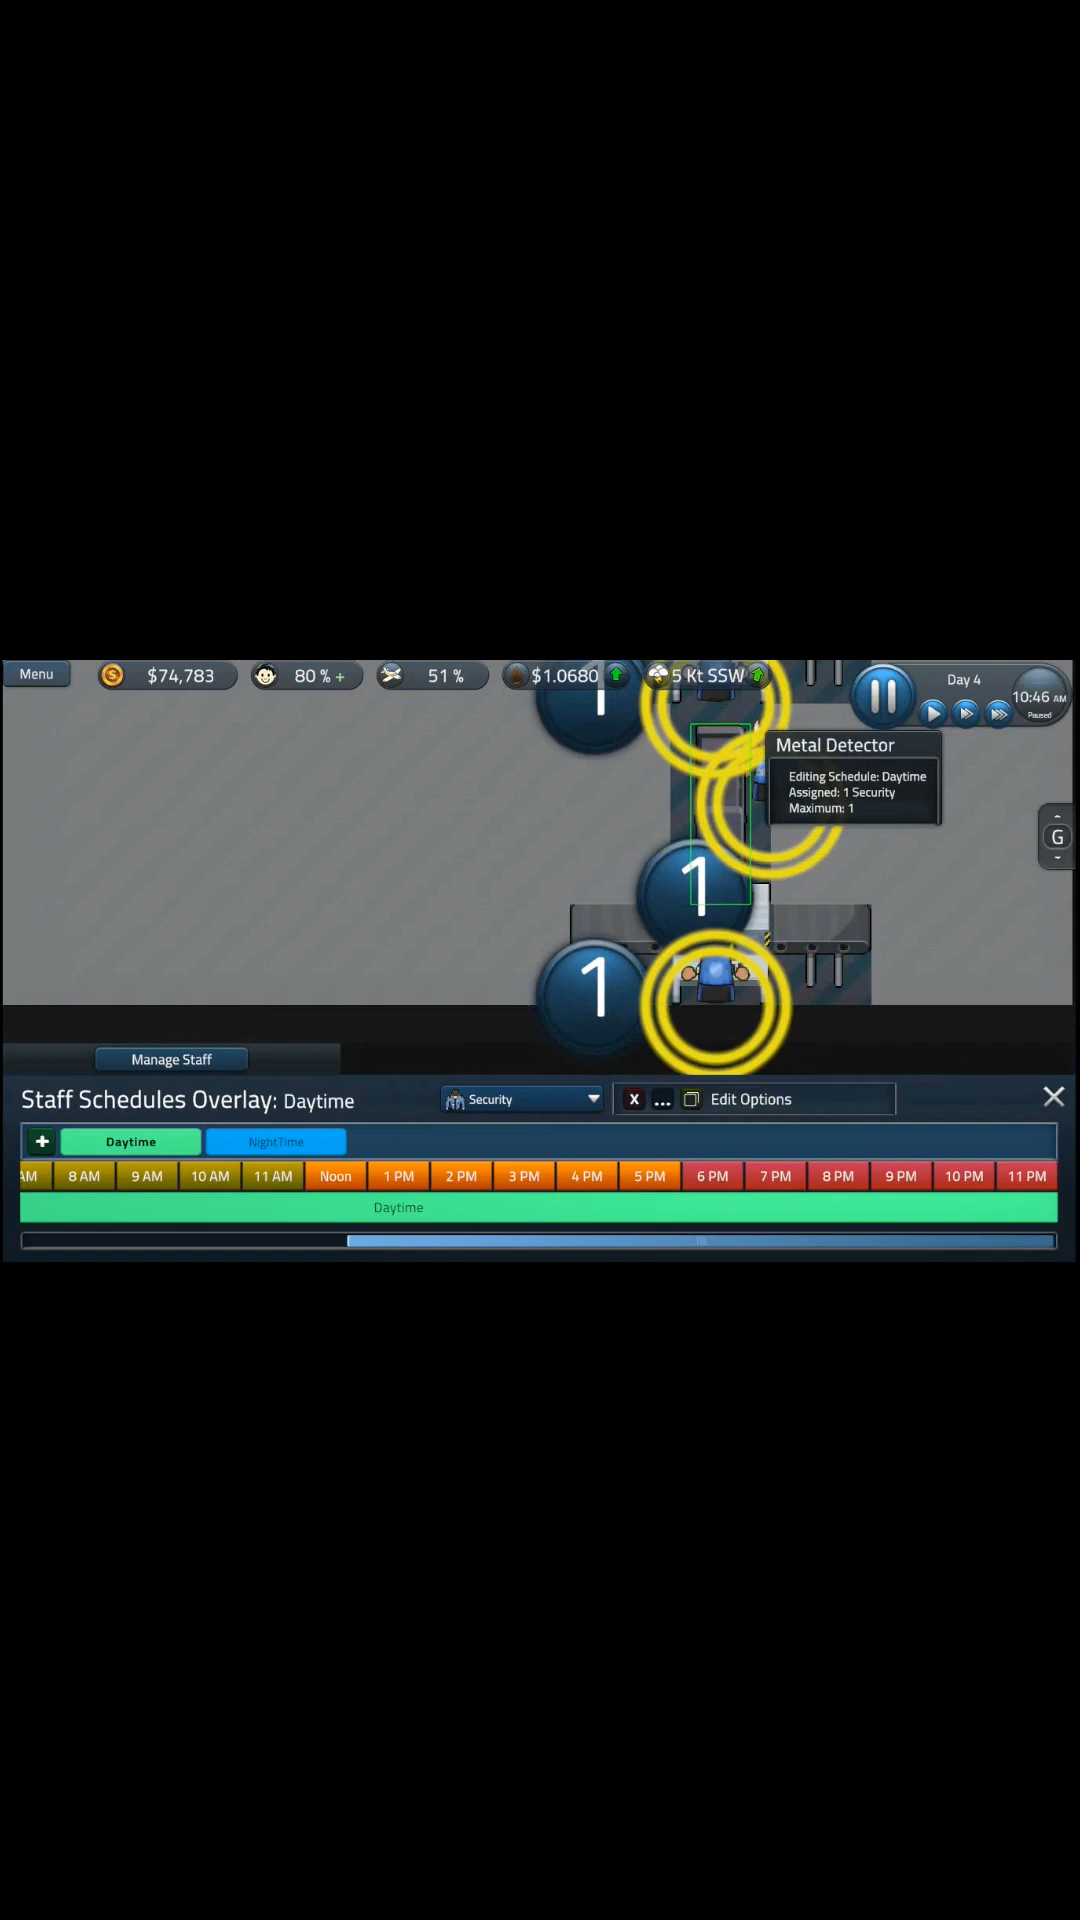 Menu
$74,783
80 % +
51 %
$1.0680
5 Kt SSW
Day 4
10:46 AM
Paused
1
Metal Detector
Editing Schedule: Daytime
Assigned: 1 Security
Maximum: 1
G
1
1
Manage Staff
Staff Schedules Overlay: Daytime
Security
X
...
Edit Options
+
Daytime
NightTime
AM
8 AM
9 AM
10 AM
11 AM
Noon
1 PM
2 PM
3 PM
4 PM
5 PM
6 PM
7 PM
8 PM
9 PM
10 PM
11 PM
Daytime